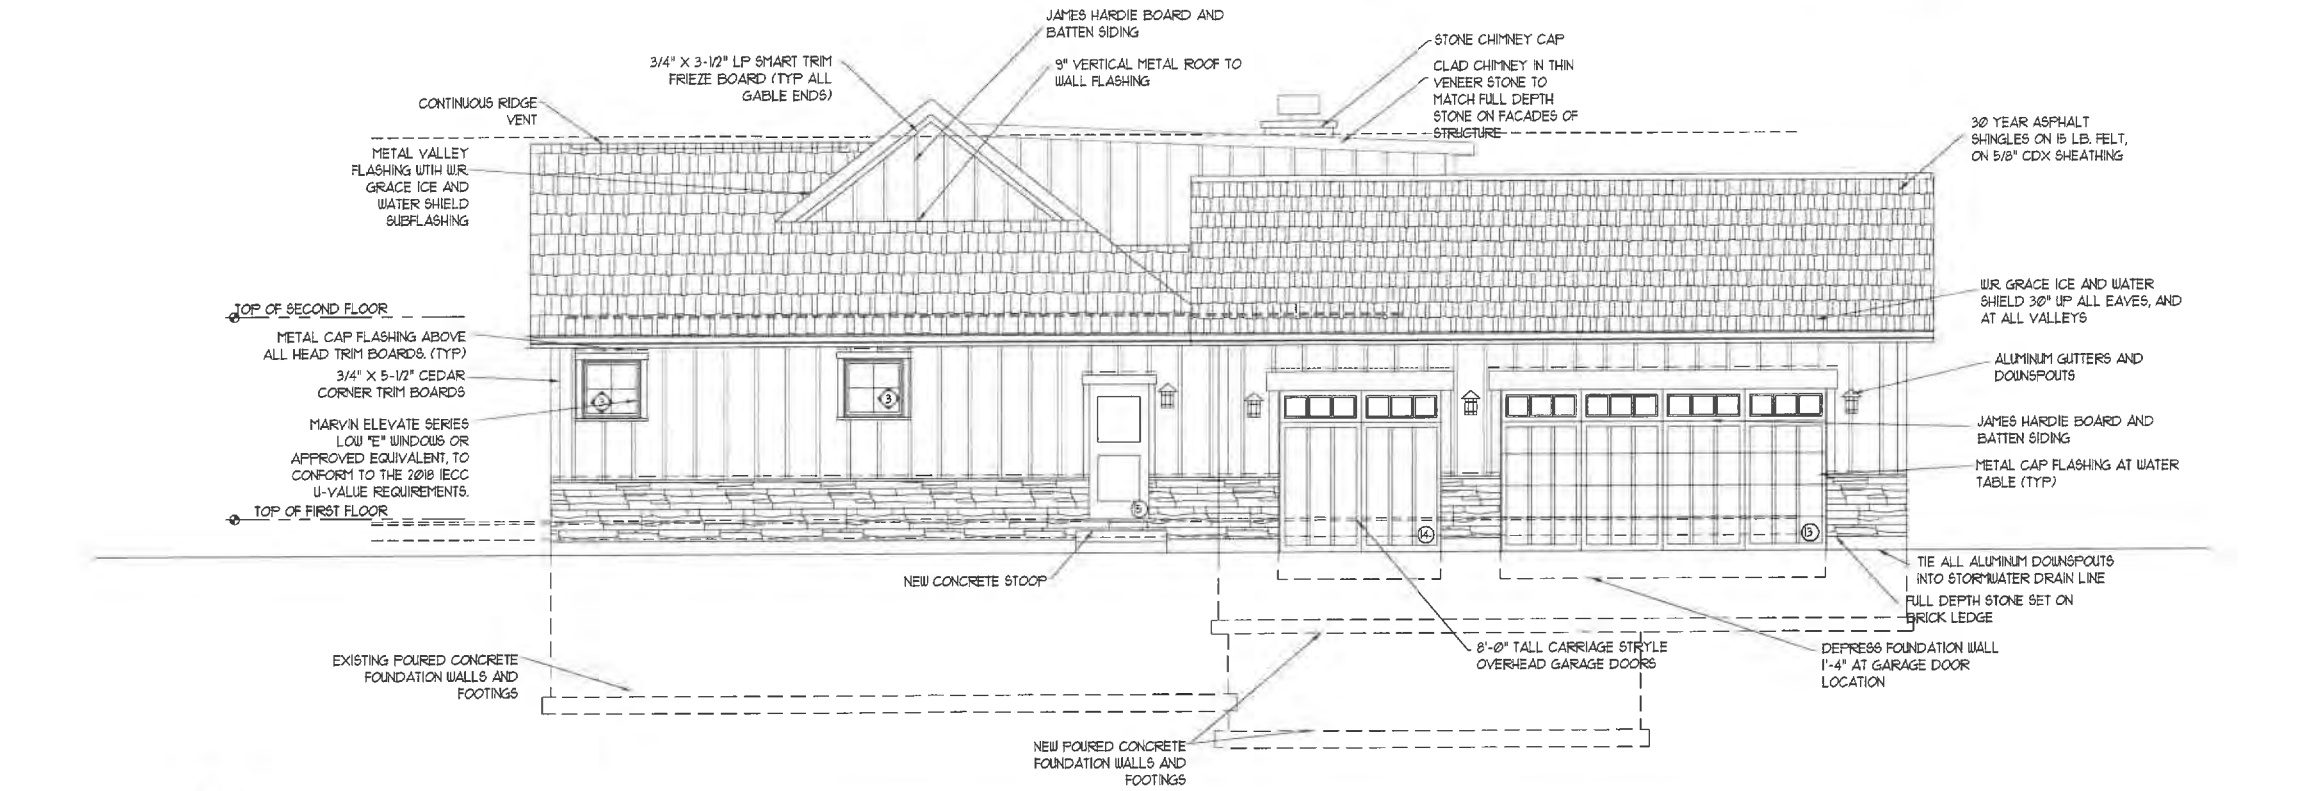 JAMES HARDIE BOARD AND
BATTEN SIDING
3/4" X 3-1/2" LP SMART TRIM
FRIEZE BOARD (TYP ALL
GABLE ENDS)
9" VERTICAL METAL ROOF TO
WALL FLASHING
STONE CHIMNEY CAP
CLAD CHIMNEY IN THIN
VENEER STONE TO
MATCH FULL DEPTH
STONE ON FACADES OF
STRUCTURE
CONTINUOUS RIDGE
VENT
METAL VALLEY
FLASHING WTIH W.R.
GRACE ICE AND
WATER SHIELD
SUBFLASHING
30 YEAR ASPHALT
SHINGLES ON 15 LB. FELT,
ON 5/8" CDX SHEATHING
TOP OF SECOND FLOOR
METAL CAP FLASHING ABOVE
ALL HEAD TRIM BOARDS. (TYP)
3/4" X 5-1/2" CEDAR
CORNER TRIM BOARDS
MARVIN ELEVATE SERIES
LOW "E" WINDOWS OR
APPROVED EQUIVALENT, TO
CONFORM TO THE 2018 IECC
U-VALUE REQUIREMENTS.
TOP OF FIRST FLOOR
W.R. GRACE ICE AND WATER
SHIELD 30" UP ALL EAVES, AND
AT ALL VALLEYS
ALUMINUM GUTTERS AND
DOWNSPOUTS
JAMES HARDIE BOARD AND
BATTEN SIDING
METAL CAP FLASHING AT WATER
TABLE (TYP)
3
14
13
NEW CONCRETE STOOP
TIE ALL ALUMINUM DOWNSPOUTS
INTO STORMWATER DRAIN LINE
FULL DEPTH STONE SET ON
BRICK LEDGE
8'-0" TALL CARRIAGE STRYLE
OVERHEAD GARAGE DOORS
DEPRESS FOUNDATION WALL
1'-4" AT GARAGE DOOR
LOCATION
EXISTING POURED CONCRETE
FOUNDATION WALLS AND
FOOTINGS
NEW POURED CONCRETE
FOUNDATION WALLS AND
FOOTINGS